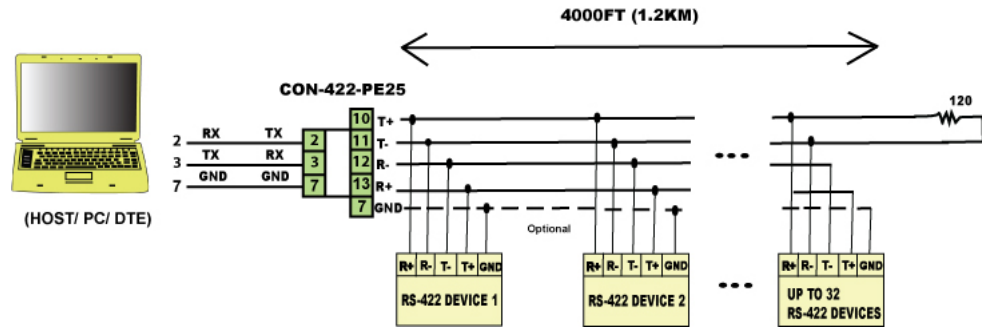 4000FT (1.2KM)
CON-422-PE25
120
10 T+
2 RX TX 2 11 T-
3 TX RX 3 12 R-
7 GND GND 7 13 R+
7 GND
(HOST/ PC/ DTE)
Optional
R+ R- T- T+ GND
RS-422 DEVICE 1
R+ R- T- T+ GND
RS-422 DEVICE 2
R+ R- T- T+ GND
UP TO 32
RS-422 DEVICES